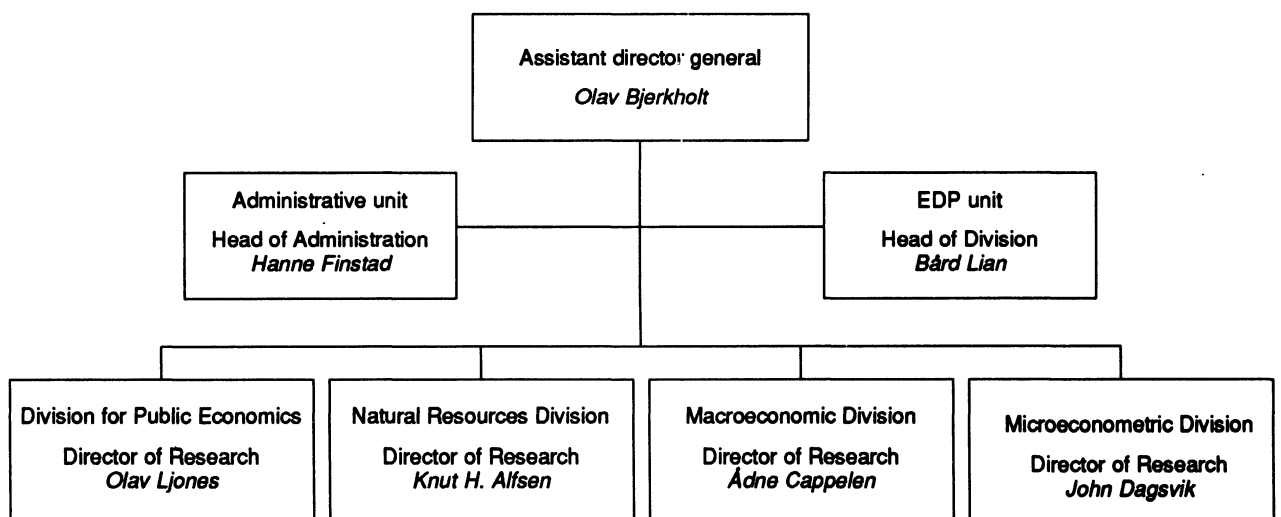 Assistant director general
Olav Bjerkholt
Administrative unit
Head of Administration
Hanne Finstad
EDP unit
Head of Division
Bård Lian
Division for Public Economics
Director of Research
Olav Ljones
Natural Resources Division
Director of Research
Knut H. Alfsen
Macroeconomic Division
Director of Research
Ådne Cappelen
Microeconometric Division
Director of Research
John Dagsvik